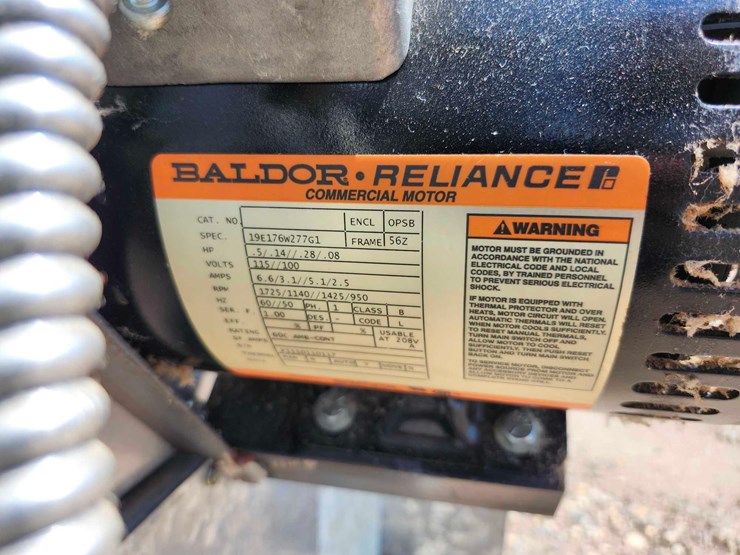 BALDOR • RELIANCE
COMMERCIAL MOTOR
CAT. NO. ENCL OPSB
SPEC. 19E176W277G1 FRAME 56Z
HP .5/.14//.28/.08
VOLTS 115//100
AMPS 6.6/3.1//5.1/2.5
RPM 1725/1140//1425/950
HZ 60//50 PH. 1 CLASS B
SER. F. 1.00 DES - CODE L
EFF % PF % USABLE
RATING 60C AMB-CONT AT 208V
A
WARNING
MOTOR MUST BE GROUNDED IN
ACCORDANCE WITH THE NATIONAL
ELECTRICAL CODE AND LOCAL
CODES, BY TRAINED PERSONNEL
TO PREVENT SERIOUS ELECTRICAL
SHOCK.
IF MOTOR IS EQUIPPED WITH
THERMAL PROTECTOR AND OVER
HEATS, MOTOR CIRCUIT WILL OPEN.
AUTOMATIC THERMALS WILL RESET
WHEN MOTOR COOLS SUFFICIENTLY.
TO RESET MANUAL THERMALS,
TURN MAIN SWITCH OFF AND
ALLOW MOTOR TO COOL
SUFFICIENTLY, THEN PUSH RESET
BUTTON AND TURN MAIN SWITCH
BACK ON.